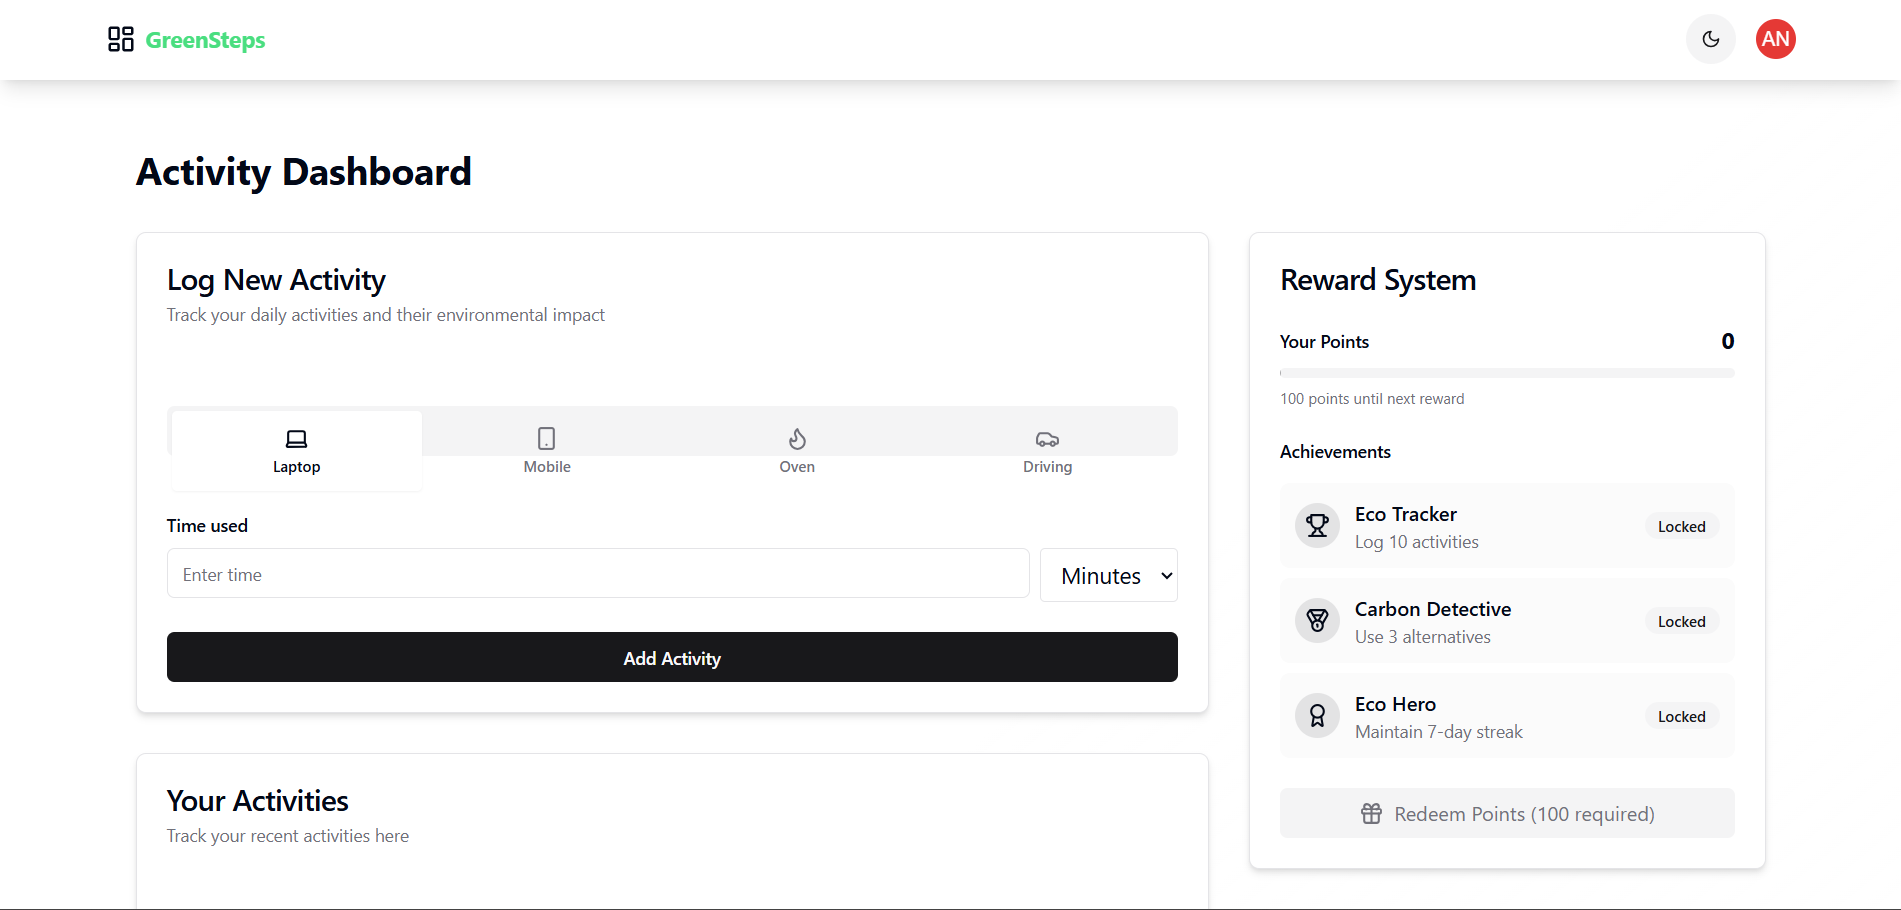 GreenSteps
AN
Activity Dashboard
Log New Activity
Track your daily activities and their environmental impact
Laptop
Mobile
Oven
Driving
Time used
Enter time
Minutes
Add Activity
Your Activities
Track your recent activities here
Reward System
Your Points
0
100 points until next reward
Achievements
Eco Tracker
Log 10 activities
Locked
Carbon Detective
Use 3 alternatives
Locked
Eco Hero
Maintain 7-day streak
Locked
Redeem Points (100 required)